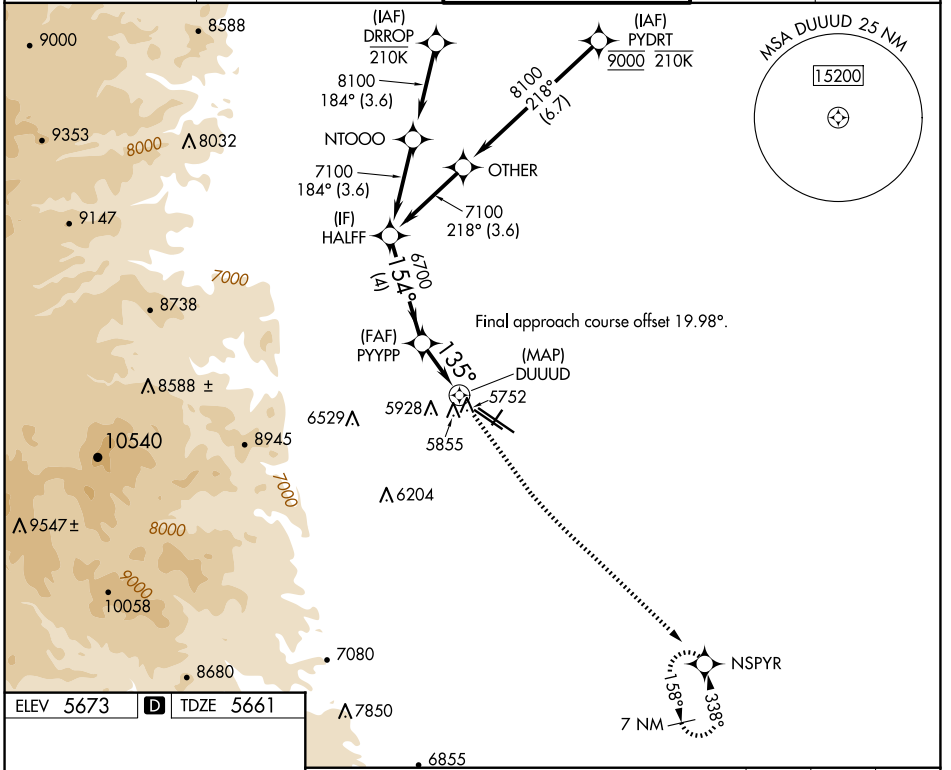 8588
9000
(IAF)
DRROP
210K
(IAF)
PYDRT
9000 210K
MSA DUUUD 25 NM
15200
8100
184° (3.6)
8100
218°
(6.7)
9353
8000
8032
NTOOO
OTHER
7100
184° (3.6)
7100
218° (3.6)
9147
(IF)
HALFF
6700
154°
(4)
7000
8738
Final approach course offset 19.98°.
(FAF)
PYYPP
135°
(MAP)
DUUUD
8588 ±
6529
5928
5752
5855
10540
8945
7000
6204
9547 ±
8000
9000
10058
7080
8680
NSPYR
158°
338°
7 NM
ELEV 5673 D TDZE 5661
7850
6855